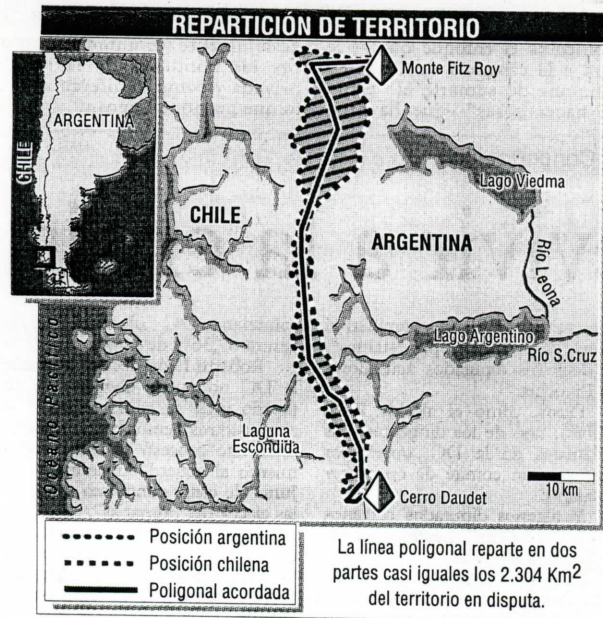 REPARTICIÓN DE TERRITORIO
Monte Fitz Roy
ARGENTINA
CHILE
Lago Viedma
CHILE
ARGENTINA
Río Leona
Lago Argentino
Río S.Cruz
Océano Pacífico
Laguna
Escondida
10 km
Cerro Daudet
Posición argentina
Posición chilena
Poligonal acordada
La línea poligonal reparte en dos
partes casi iguales los 2.304 Km2
del territorio en disputa.